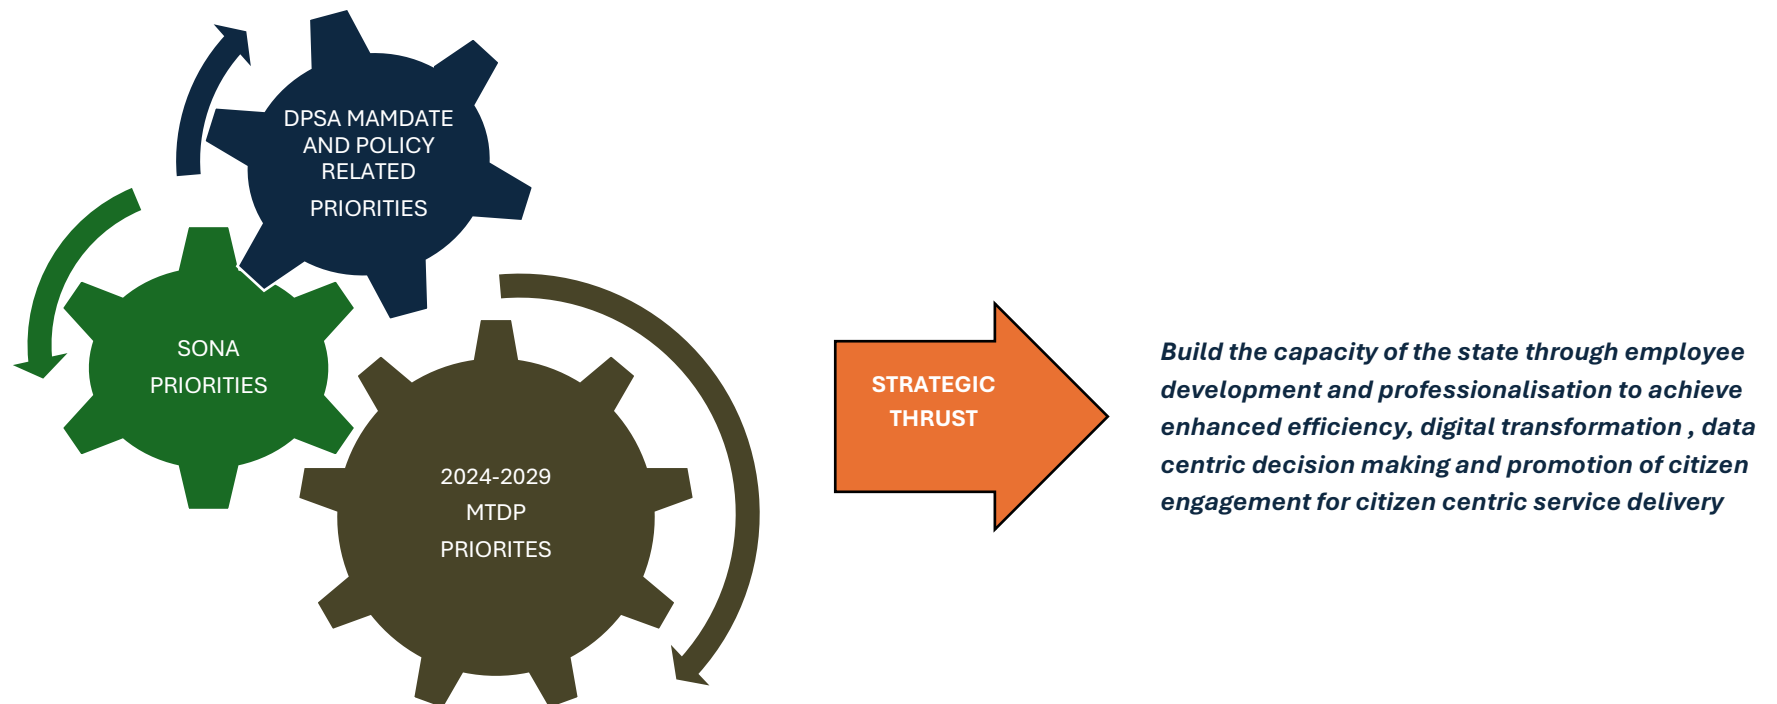 DPSA MAMDATE
AND POLICY
RELATED
PRIORITIES
SONA
PRIORITIES
2024-2029
MTDP
PRIORITES
STRATEGIC
THRUST
Build the capacity of the state through employee
development and professionalisation to achieve
enhanced efficiency, digital transformation , data
centric decision making and promotion of citizen
engagement for citizen centric service delivery